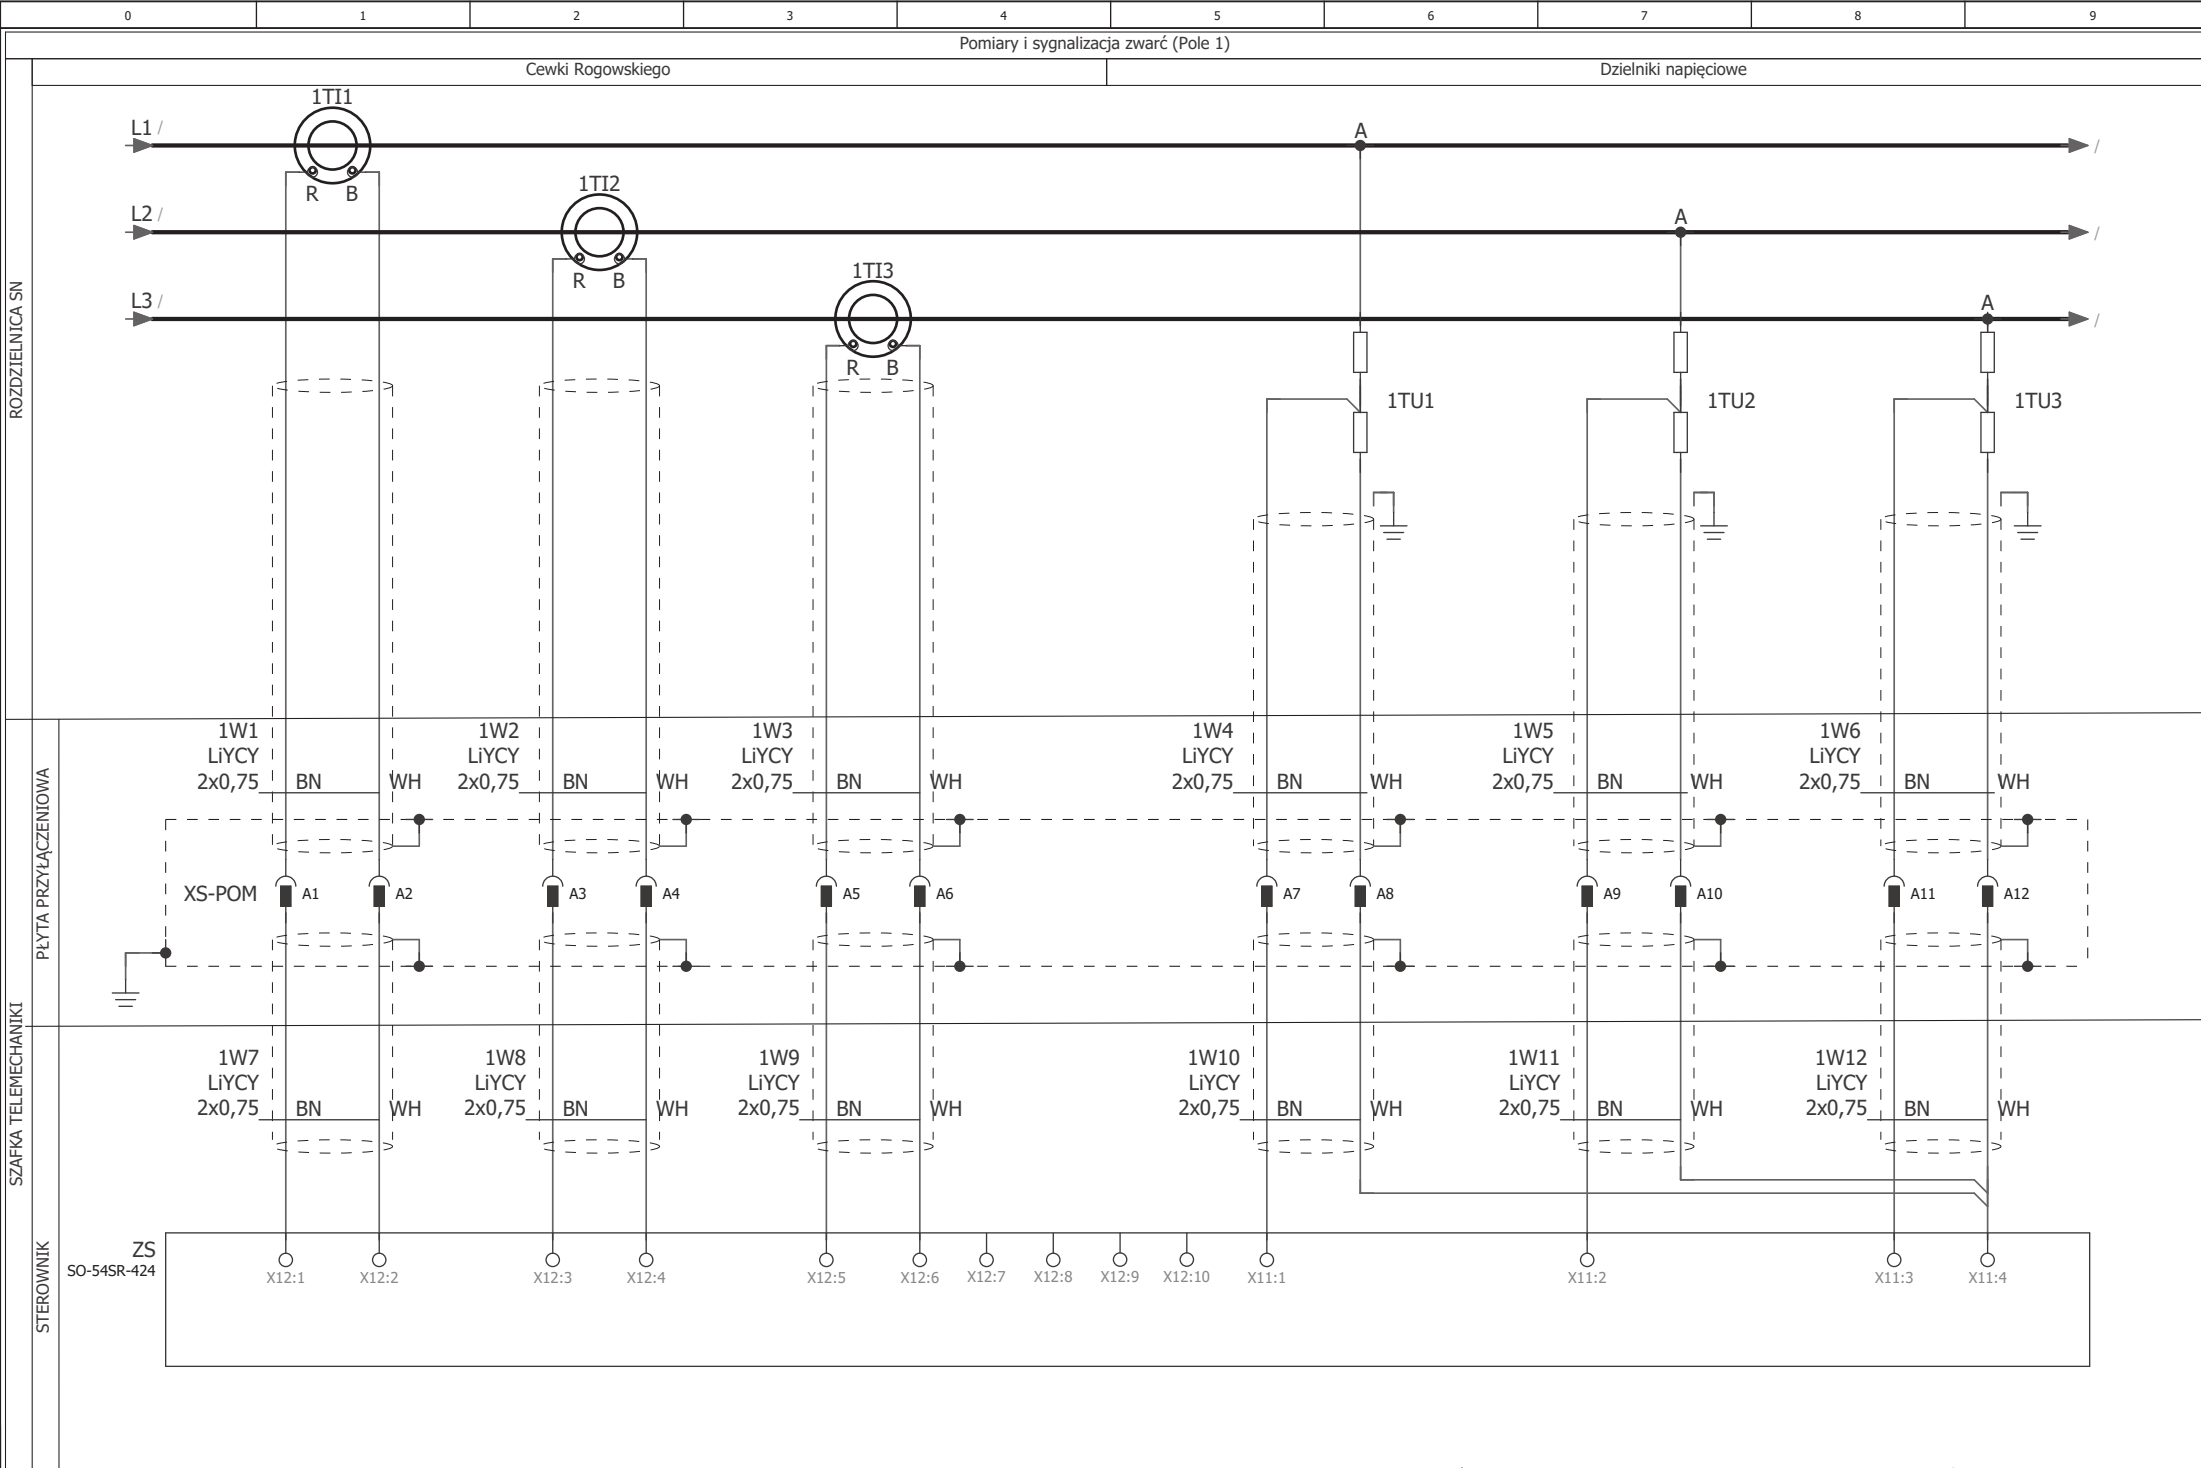 0 1 2 3 4 5 6 7 8 9
Pomiary i sygnalizacja zwarć (Pole 1)
Cewki Rogowskiego Dzielniki napięciowe
1TI1
L1 / A /
R B
1TI2
L2 / A /
R B
1TI3
L3 / A /
R B
1TU1 1TU2 1TU3
ROZDZIELNICA SN
1W1 1W2 1W3 1W4 1W5 1W6
LiYCY LiYCY LiYCY LiYCY LiYCY LiYCY
2x0,75 BN WH 2x0,75 BN WH 2x0,75 BN WH 2x0,75 BN WH 2x0,75 BN WH 2x0,75 BN WH
PŁYTA PRZYŁĄCZENIOWA
XS-POM A1 A2 A3 A4 A5 A6 A7 A8 A9 A10 A11 A12
SZAFKA TELEMECHANIKI
1W7 1W8 1W9 1W10 1W11 1W12
LiYCY LiYCY LiYCY LiYCY LiYCY LiYCY
2x0,75 BN WH 2x0,75 BN WH 2x0,75 BN WH 2x0,75 BN WH 2x0,75 BN WH 2x0,75 BN WH
STEROWNIK
ZS
SO-54SR-424
X12:1 X12:2 X12:3 X12:4 X12:5 X12:6 X12:7 X12:8 X12:9 X12:10 X11:1 X11:2 X11:3 X11:4